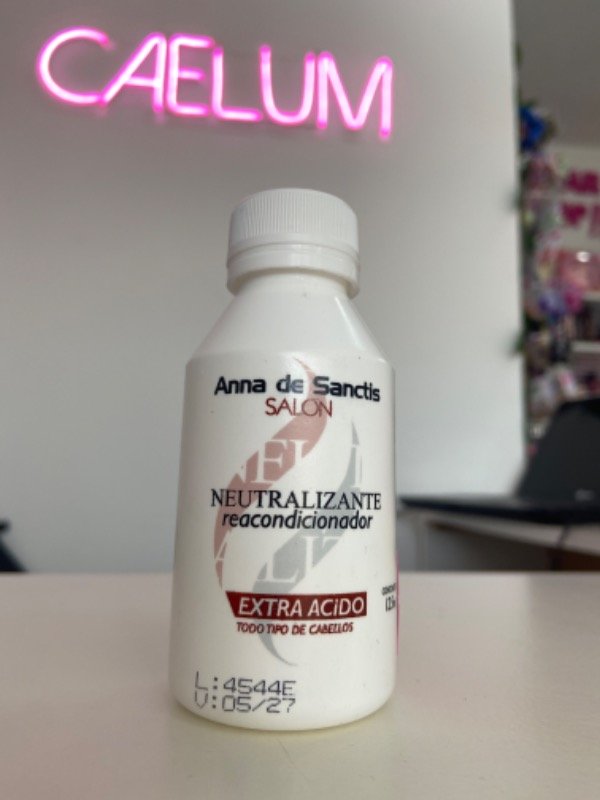 CAELUM
Anna de Sanctis
SALON
NEUTRALIZANTE
reacondicionador
EXTRA ACiDO
TODO TIPO DE CABELLOS
L:4544E
V:05/27